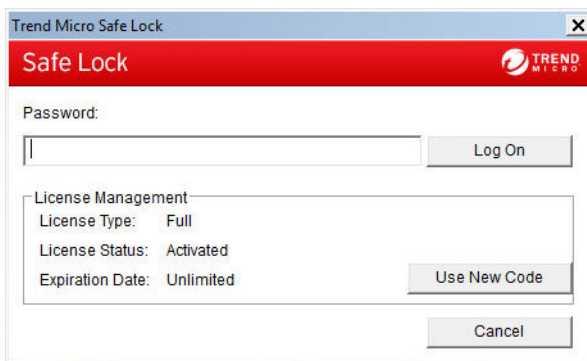 Trend Micro Safe Lock
Safe Lock
TREND MICRO
Password:
Log On
License Management
License Type: Full
License Status: Activated
Expiration Date: Unlimited
Use New Code
Cancel